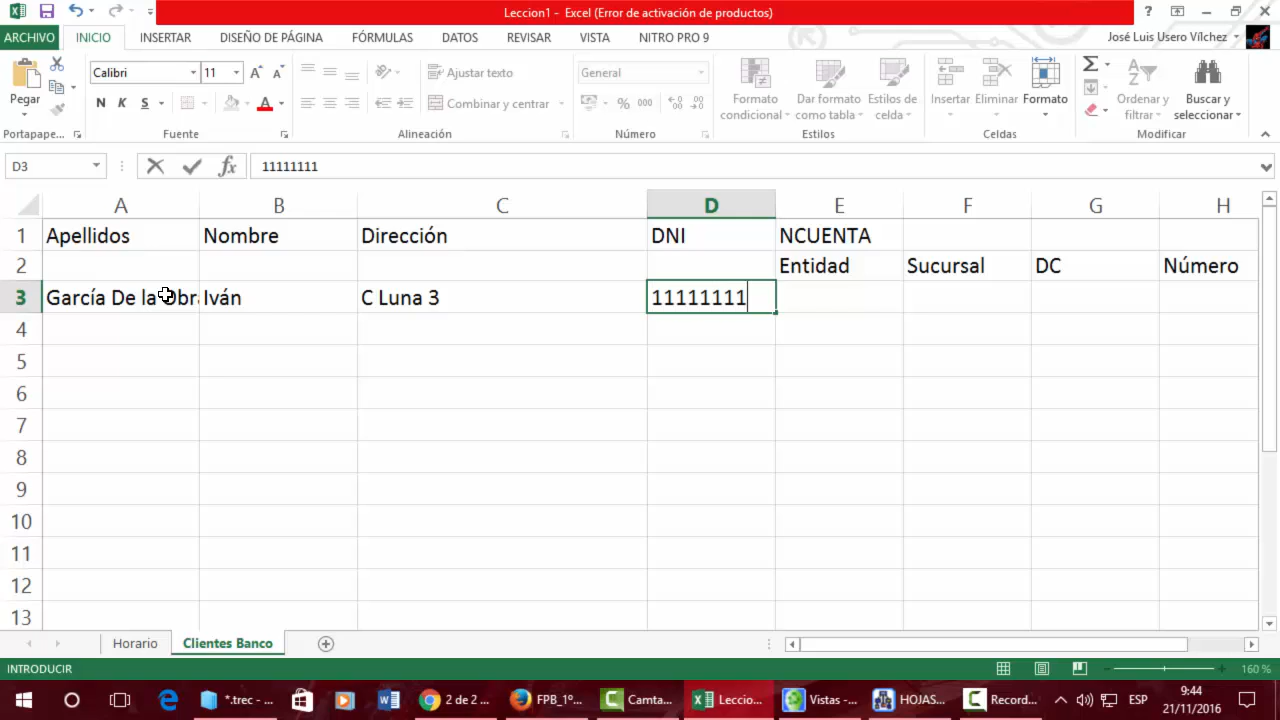 Leccion1 - Excel (Error de activación de productos)
ARCHIVO INICIO INSERTAR DISEÑO DE PÁGINA FÓRMULAS DATOS REVISAR VISTA NITRO PRO 9 José Luis Usero Vílchez
Pegar
Calibri 11
N K S
Ajustar texto
Combinar y centrar
General
% 000
Formato condicional
Dar formato como tabla
Estilos de celda
Insertar Eliminar Formato
Ordenar y filtrar
Buscar y seleccionar
Portapape... Fuente Alineación Número Estilos Celdas Modificar
D3 fx 11111111
A B C D E F G H
1 Apellidos Nombre Dirección DNI NCUENTA
2 Entidad Sucursal DC Número
3 García De la Obra Iván C Luna 3 11111111
4
5
6
7
8
9
10
11
12
13
Horario Clientes Banco
INTRODUCIR 160 %
*.trec - ... 2 de 2 ... FPB_1º... Camta... Leccio... Vistas -... HOJAS... Record... ESP 9:44
21/11/2016